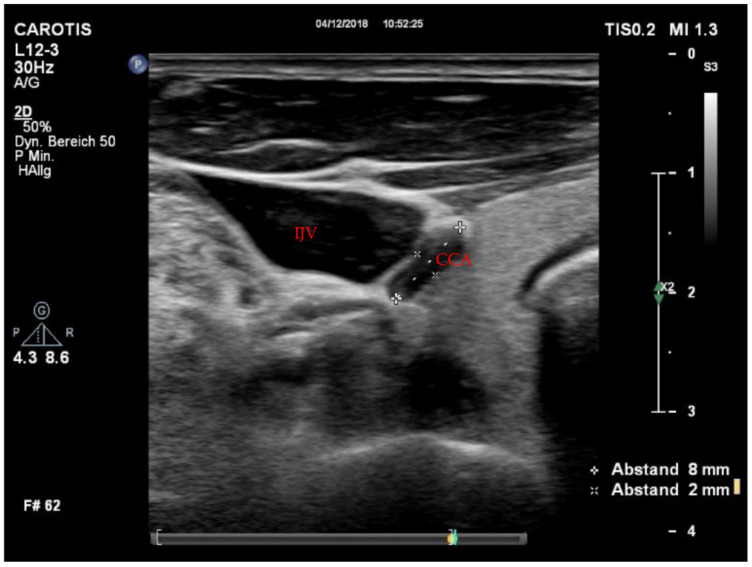 04/12/2018 10:52:25
CAROTIS
TIS0.2 MI 1.3
L12-3
30Hz
A/G
P
0
S3
2D
50%
Dyn. Bereich 50
P Min.
HAllg
1
IJV
CCA
X2
2
G
P R
4.3 8.6
3
Abstand 8 mm
Abstand 2 mm
F# 62
4